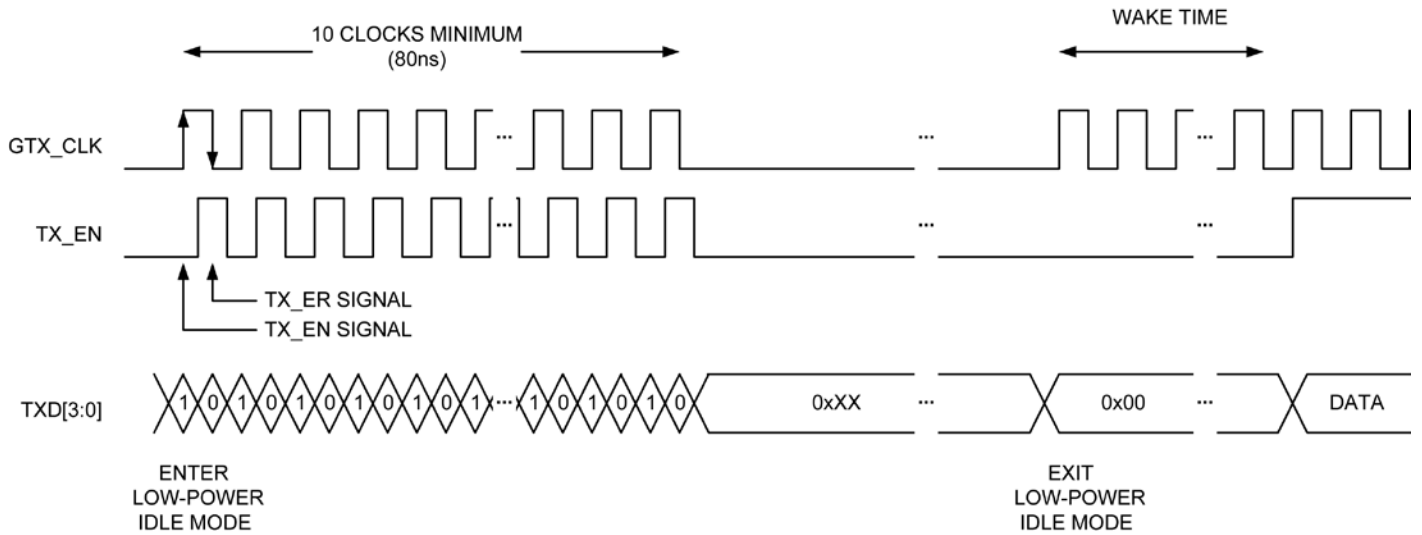 WAKE TIME
10 CLOCKS MINIMUM
(80ns)
GTX_CLK ... ... ...
TX_EN ... ... ...
TX_ER SIGNAL
TX_EN SIGNAL
TXD[3:0] 1 0 1 0 1 0 1 0 1 0 1 ... 1 0 1 0 1 0 0xXX ... 0x00 ... DATA
ENTER
LOW-POWER
IDLE MODE
EXIT
LOW-POWER
IDLE MODE